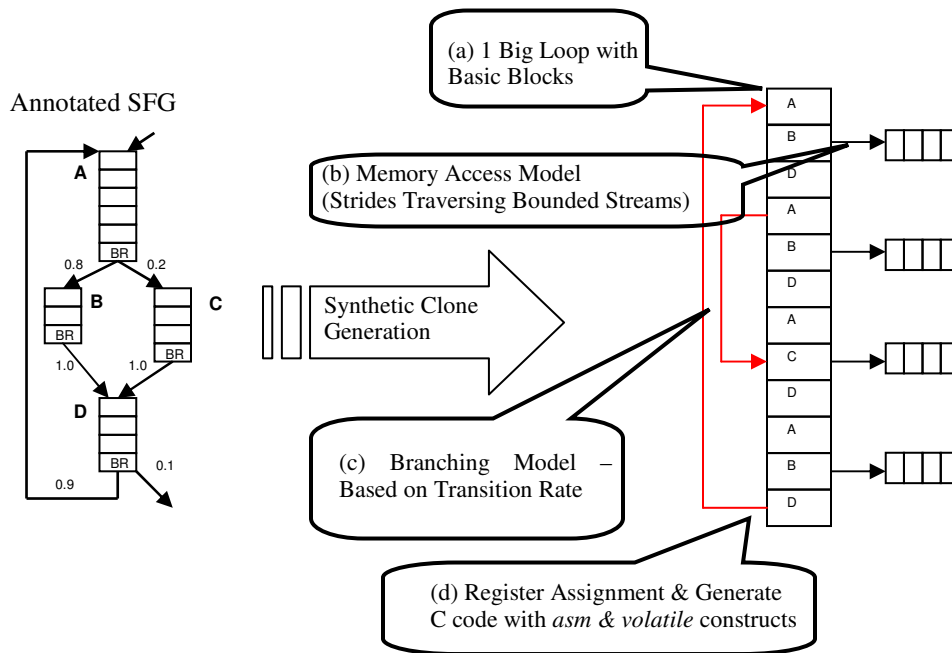 (a) 1 Big Loop with
Basic Blocks
Annotated SFG
A
BR
0.8
0.2
B
BR
C
BR
1.0
1.0
D
BR
0.9
0.1
Synthetic Clone
Generation
(b) Memory Access Model
(Strides Traversing Bounded Streams)
(c) Branching Model –
Based on Transition Rate
A
B
D
A
B
D
A
C
D
A
B
D
(d) Register Assignment & Generate
C code with asm & volatile constructs